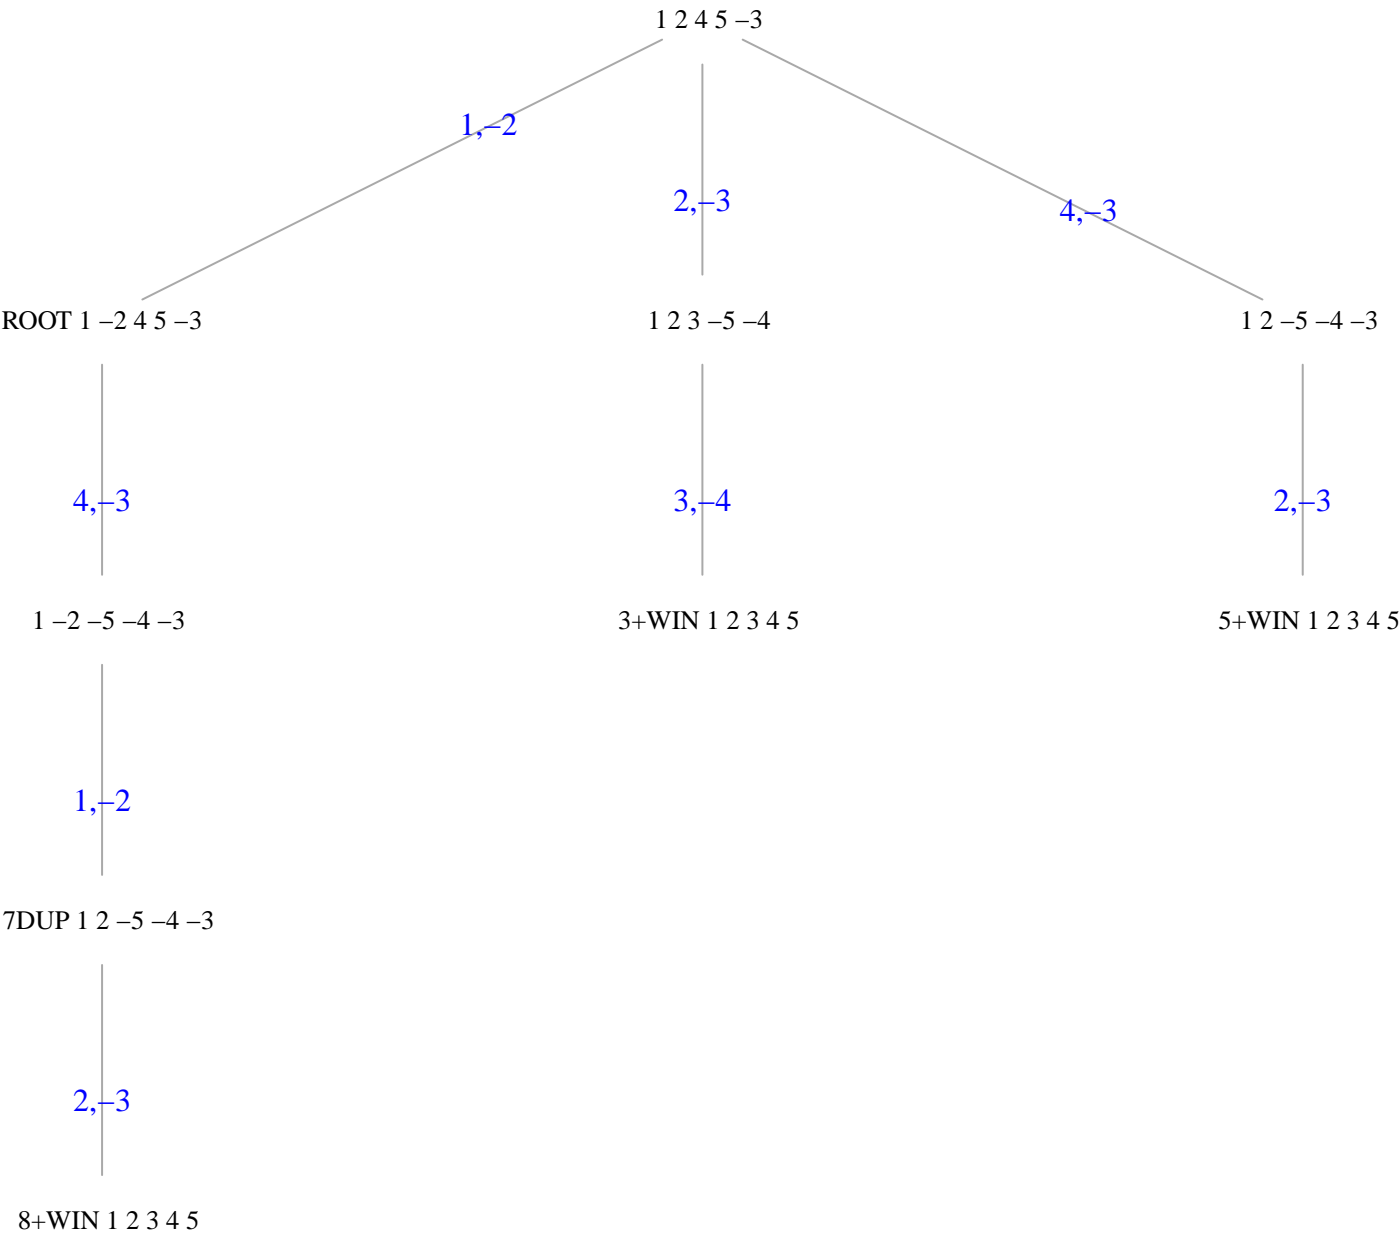 1 2 4 5 –3
1,–2
2,–3
4,–3
ROOT 1 –2 4 5 –3
1 2 3 –5 –4
1 2 –5 –4 –3
4,–3
3,–4
2,–3
1 –2 –5 –4 –3
3+WIN 1 2 3 4 5
5+WIN 1 2 3 4 5
1,–2
7DUP 1 2 –5 –4 –3
2,–3
8+WIN 1 2 3 4 5